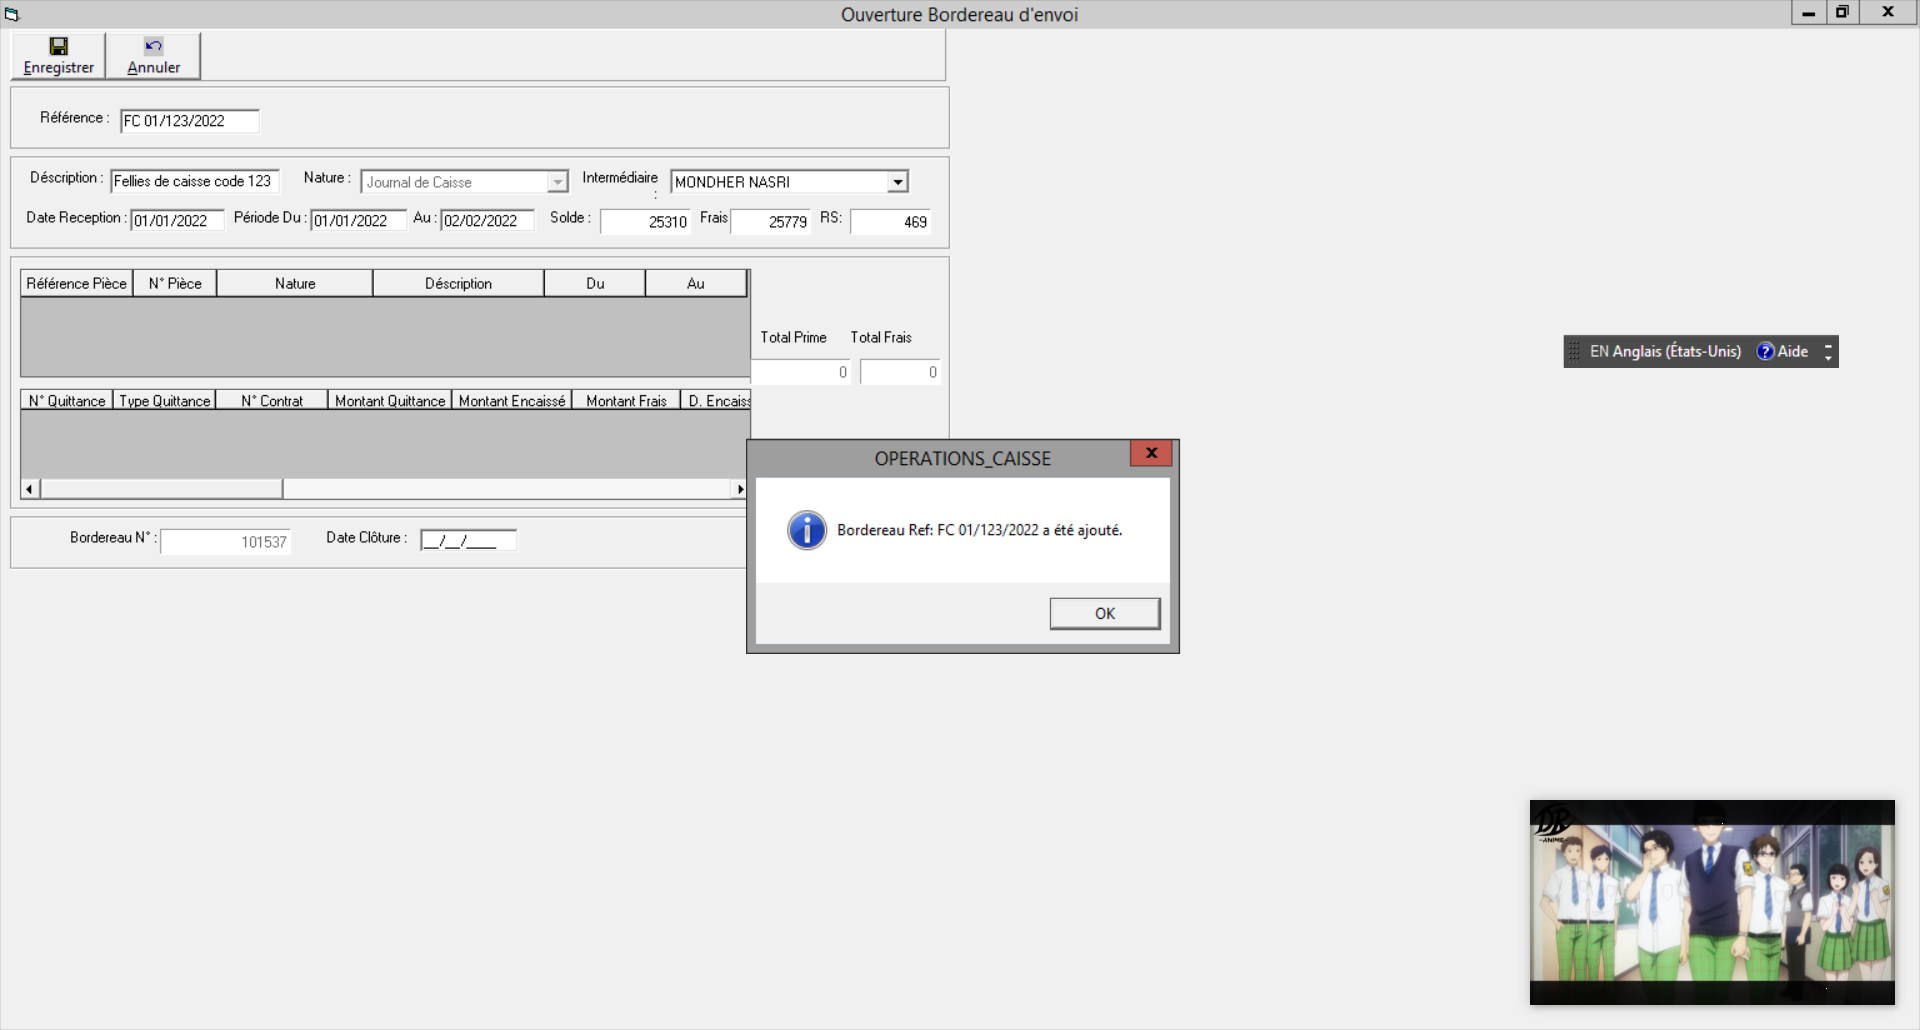 Ouverture Bordereau d'envoi
Enregistrer
Annuler
Référence :
FC 01/123/2022
Déscription :
Fellies de caisse code 123
Nature :
Journal de Caisse
Intermédiaire :
MONDHER NASRI
Date Reception :
01/01/2022
Période Du :
01/01/2022
Au :
02/02/2022
Solde :
25310
Frais
25779
RS:
469
Référence Pièce
N° Pièce
Nature
Déscription
Du
Au
Total Prime
Total Frais
0
0
EN Anglais (États-Unis)
Aide
N° Quittance
Type Quittance
N° Contrat
Montant Quittance
Montant Encaissé
Montant Frais
D. Encaiss
OPERATIONS_CAISSE
x
Bordereau Ref: FC 01/123/2022 a été ajouté.
OK
Bordereau N° :
101537
Date Clôture :
__/__/____
DR
-ANIME-